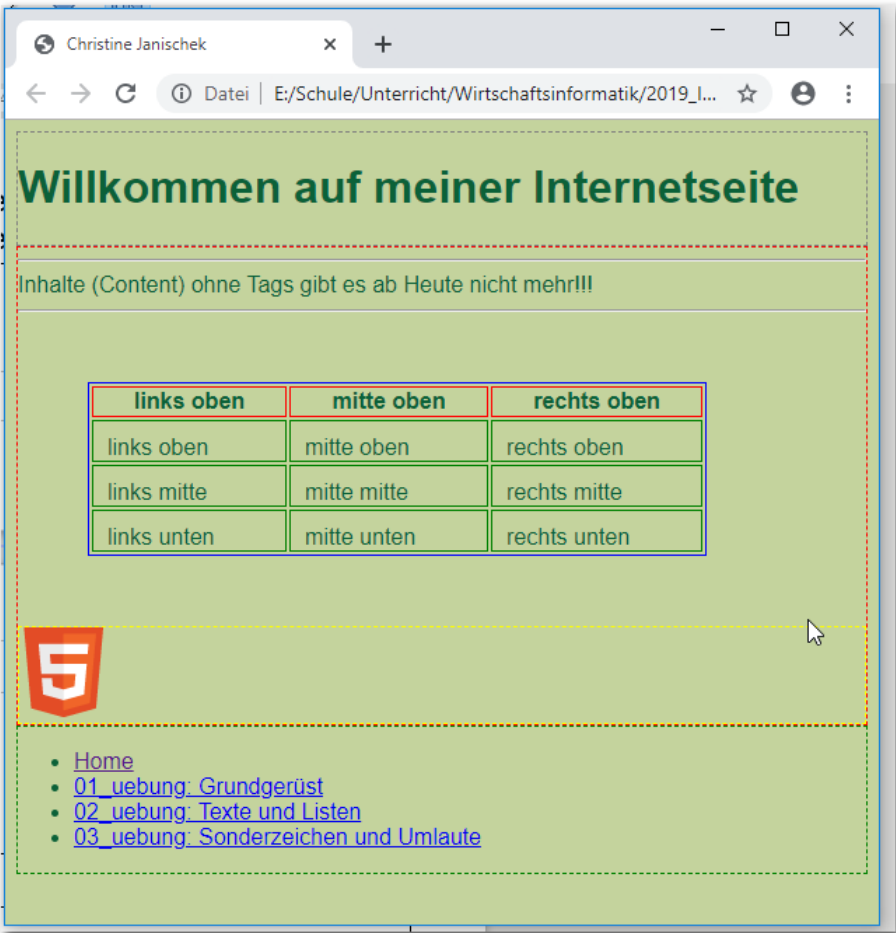 Christine Janischek
Datei | E:/Schule/Unterricht/Wirtschaftsinformatik/2019_I...
Willkommen auf meiner Internetseite
Inhalte (Content) ohne Tags gibt es ab Heute nicht mehr!!!
links oben mitte oben rechts oben
links oben mitte oben rechts oben
links mitte mitte mitte rechts mitte
links unten mitte unten rechts unten
5
Home
01_uebung: Grundgerüst
02_uebung: Texte und Listen
03_uebung: Sonderzeichen und Umlaute